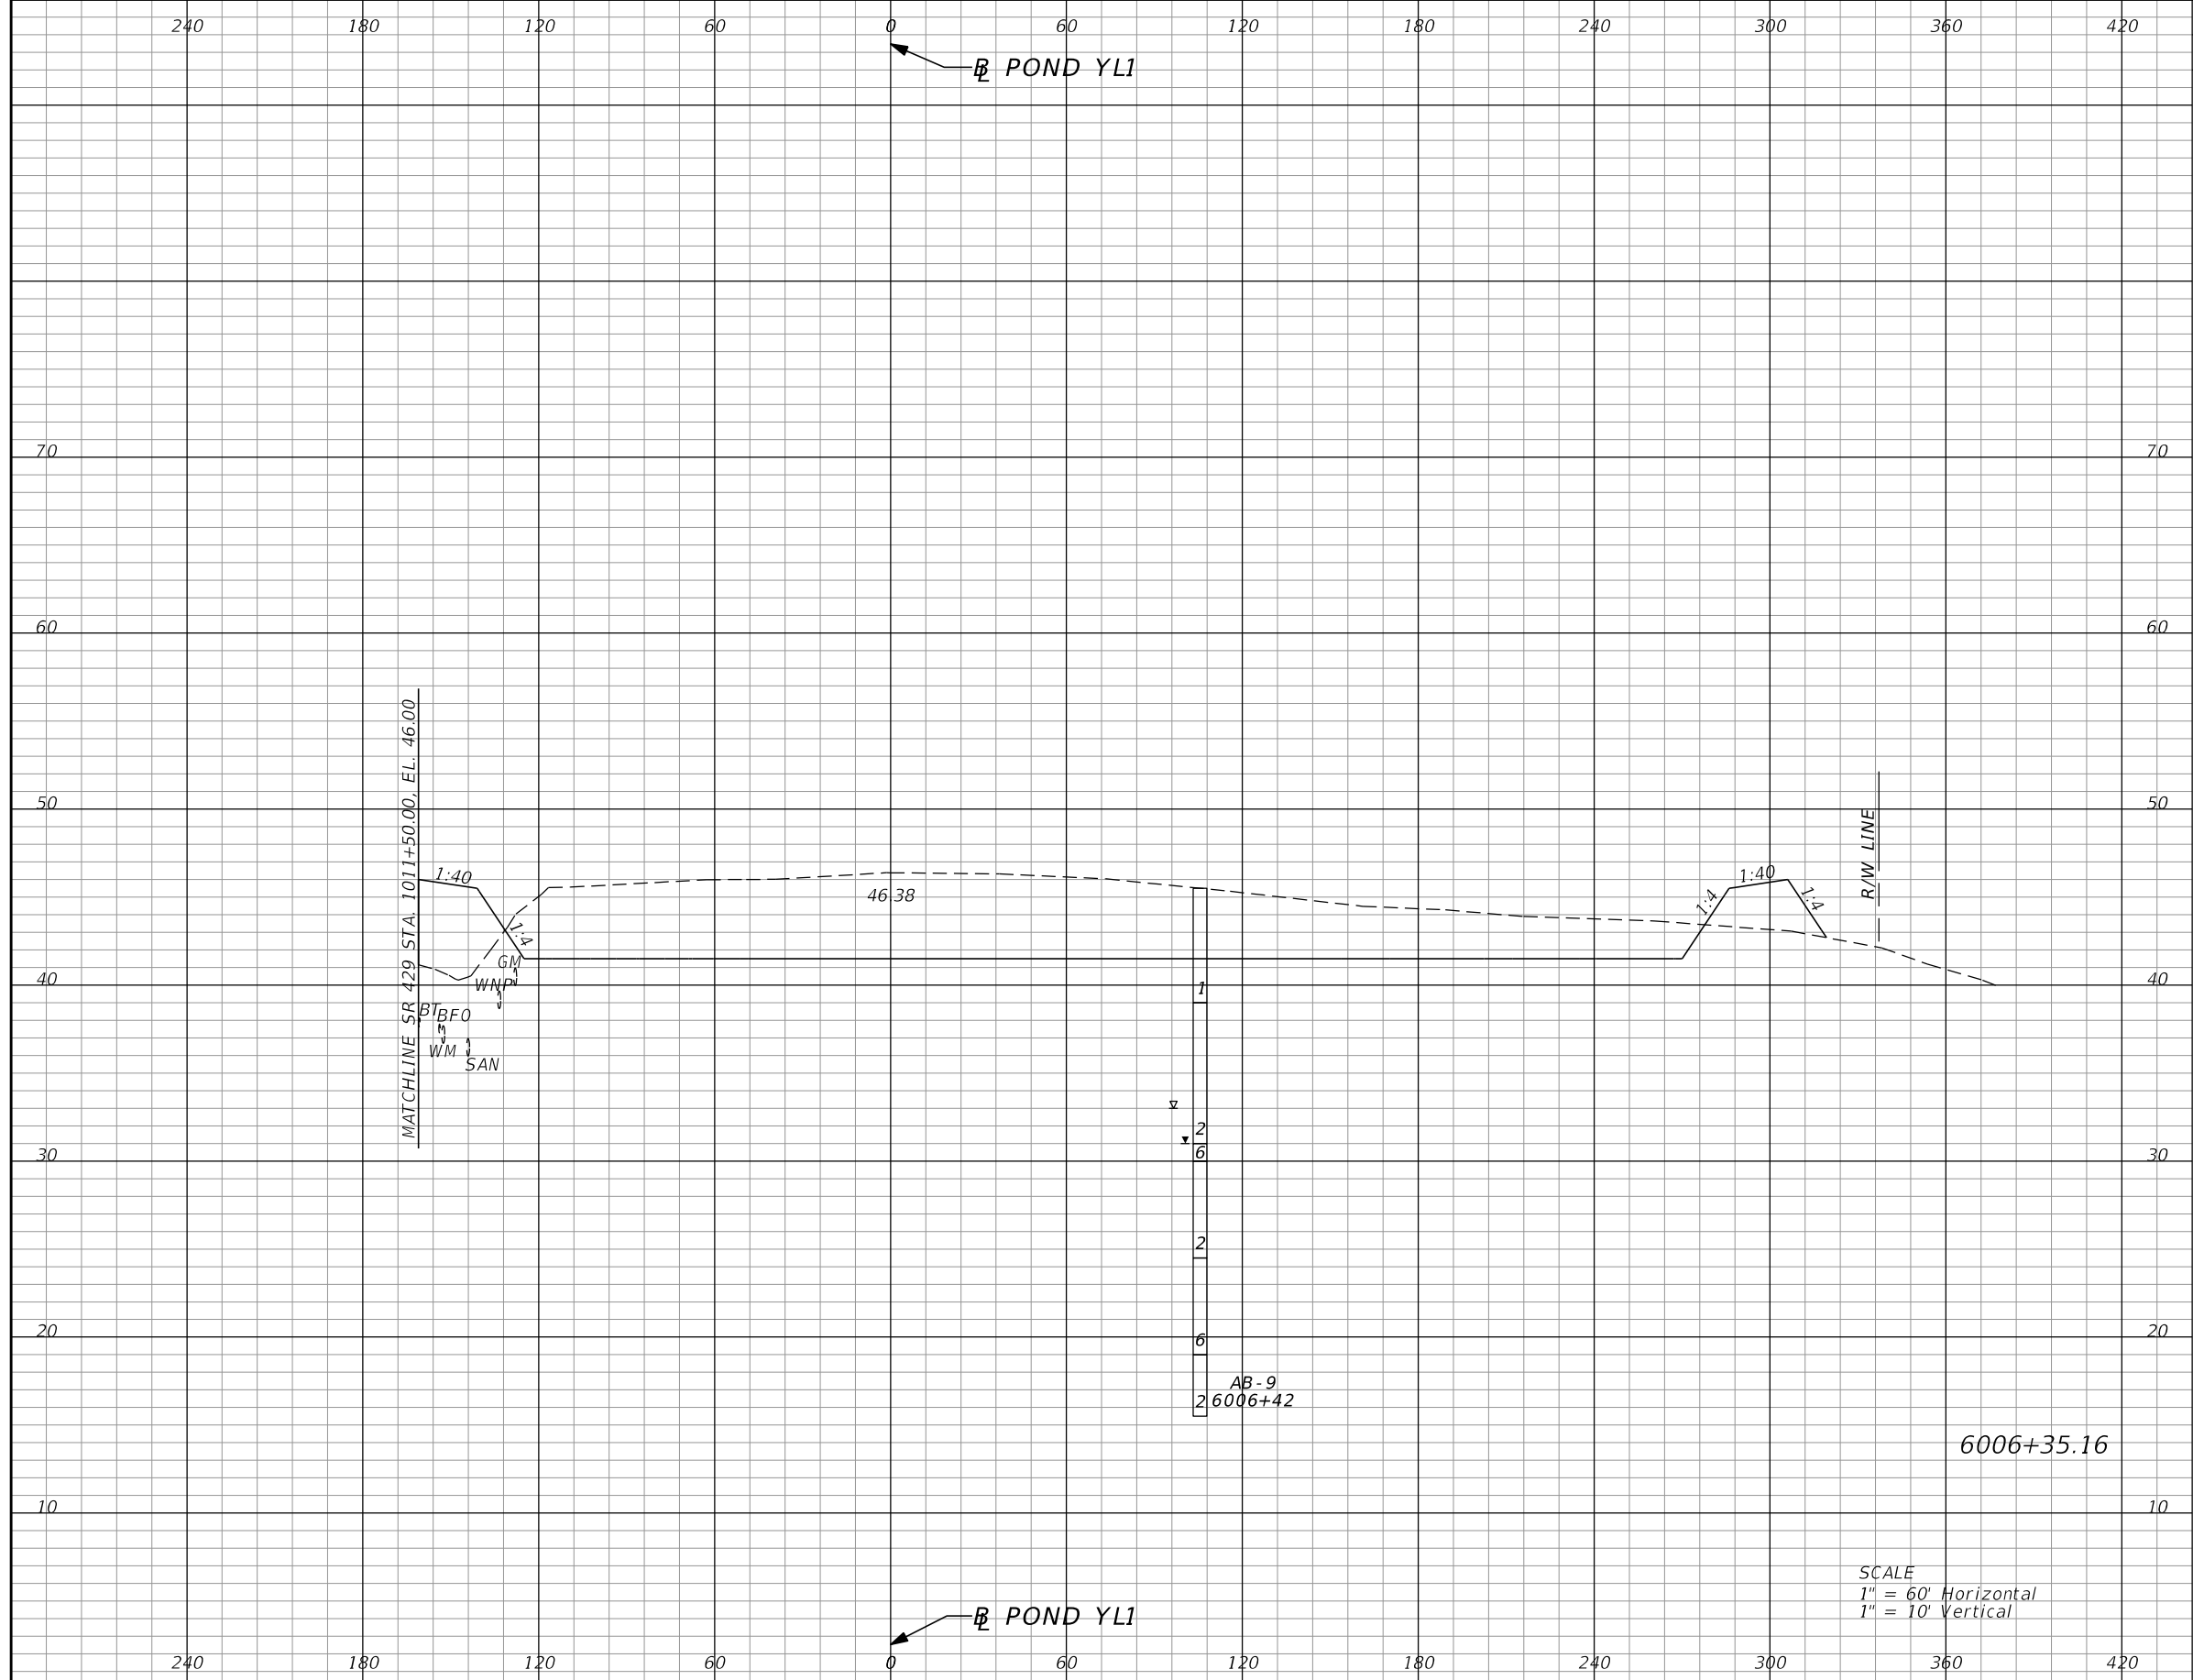 240 180 120 60 0 60 120 180 240 300 360 420
BL POND YL1
70 70
60 60
MATCHLINE SR 429 STA. 1011+50.00, EL. 46.00
50 50
R/W LINE
1:40
1:4
46.38
1:4
1:40
1:4
GM
WNP
40 40
1
BT
BFO
WM
SAN
2
6
30 30
2
20 20
6
AB-9
2 6006+42
6006+35.16
10 10
SCALE
1" = 60' Horizontal
1" = 10' Vertical
BL POND YL1
240 180 120 60 0 60 120 180 240 300 360 420